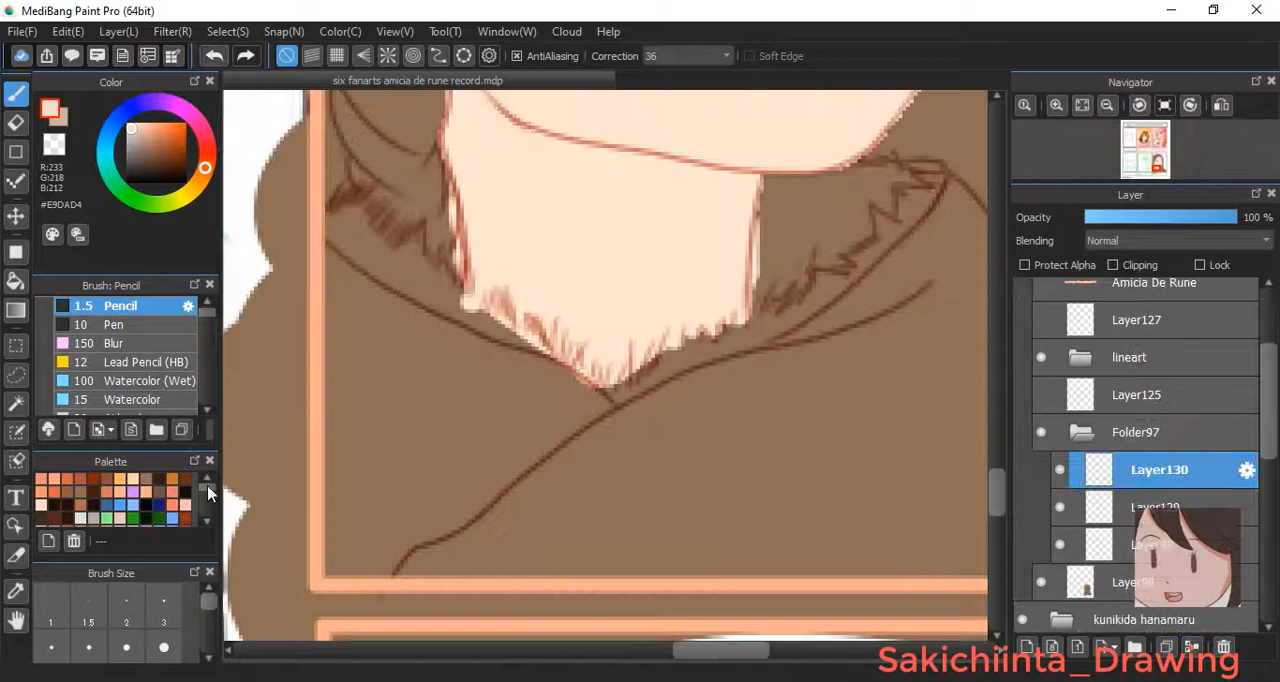 MediBang Paint Pro (64bit)
File(F) Edit(E) Layer(L) Filter(R) Select(S) Snap(N) Color(C) View(V) Tool(T) Window(W) Cloud Help
AntiAliasing Correction 36 Soft Edge
six fanarts amicia de rune record.mdp
Color
R:233
G:218
B:212
#E9DAD4
Brush: Pencil
1.5 Pencil
10 Pen
150 Blur
12 Lead Pencil (HB)
100 Watercolor (Wet)
15 Watercolor
Palette
---
Brush Size
1 1.5 2 3
Navigator
Layer
Opacity 100 %
Blending Normal
Protect Alpha Clipping Lock
Amicia De Rune
Layer127
lineart
Layer125
Folder97
Layer130
Layer129
kunikida hanamaru
Sakichiinta_Drawing